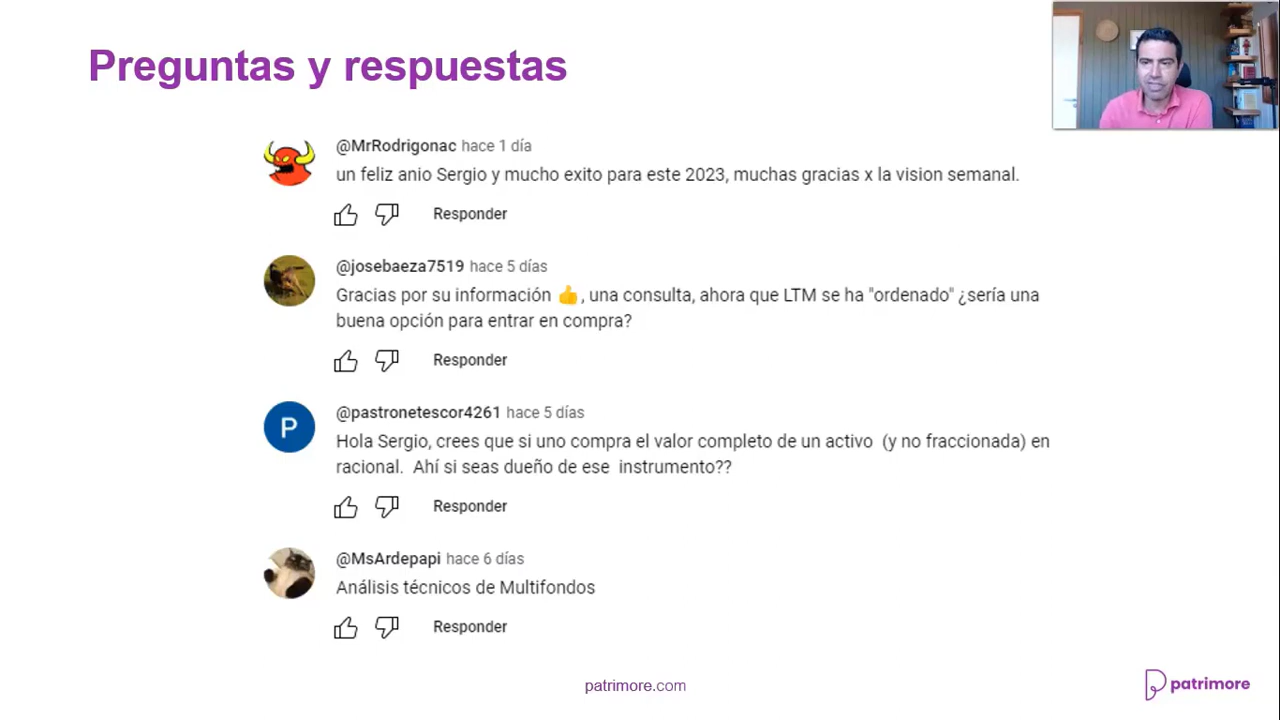 Preguntas y respuestas
@MrRodrigonac hace 1 día
un feliz anio Sergio y mucho exito para este 2023, muchas gracias x la vision semanal.
Responder
@josebaeza7519 hace 5 días
Gracias por su información 👍, una consulta, ahora que LTM se ha "ordenado" ¿sería una
buena opción para entrar en compra?
Responder
P
@pastronetescor4261 hace 5 días
Hola Sergio, crees que si uno compra el valor completo de un activo (y no fraccionada) en
racional. Ahí si seas dueño de ese instrumento??
Responder
@MsArdepapi hace 6 días
Análisis técnicos de Multifondos
Responder
patrimore.com
patrimore